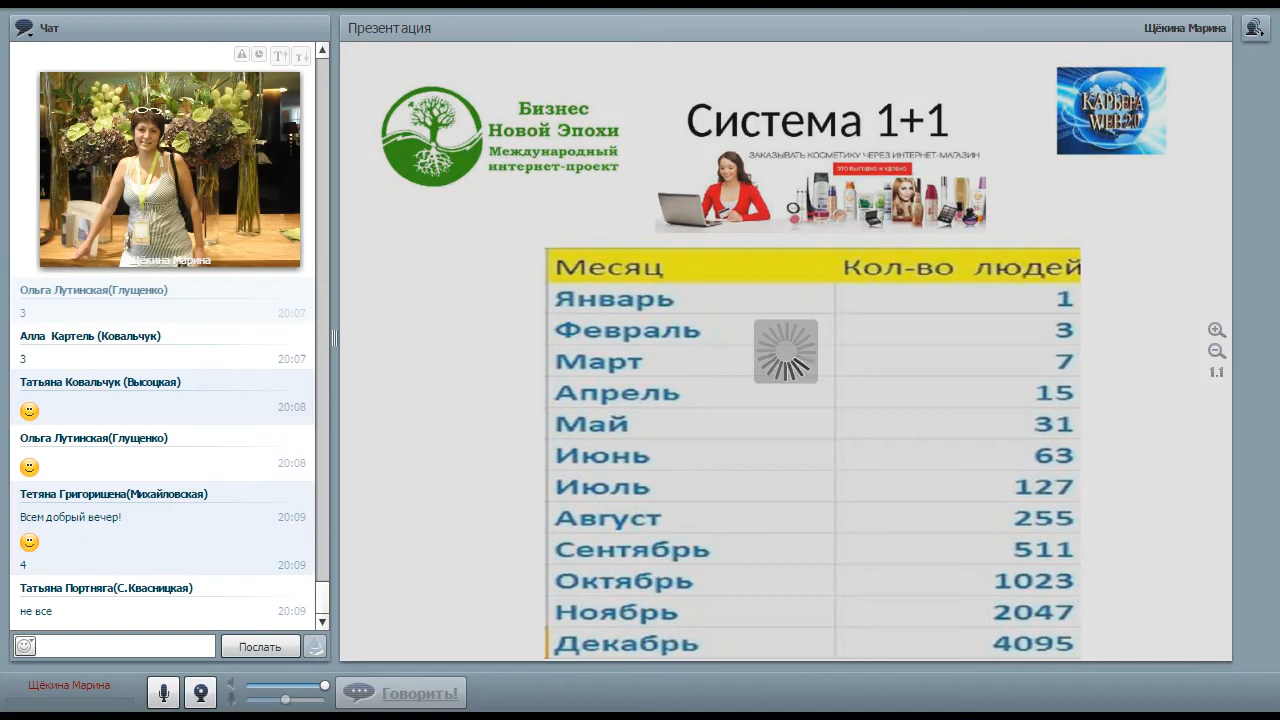 Чат
Щёкина Марина
Ольга Лутинская(Глущенко)
3 20:07
Алла Картель (Ковальчук)
3 20:07
Татьяна Ковальчук (Высоцкая)
20:08
Ольга Лутинская(Глущенко)
20:08
Тетяна Григоришена(Михайловская)
Всем добрый вечер! 20:09
4 20:09
Татьяна Портняга(С.Квасницкая)
не все 20:09
Послать
Щёкина Марина
Говорить!
Презентация
Щёкина Марина
Бизнес
Новой Эпохи
Международный
интернет-проект
Система 1+1
ЗАКАЗЫВАТЬ КОСМЕТИКУ ЧЕРЕЗ ИНТЕРНЕТ-МАГАЗИН
ЭТО ВЫГОДНО И УДОБНО
КАРЬЕРА
WEB 2.0
Месяц Кол-во людей
Январь 1
Февраль 3
Март 7
Апрель 15
Май 31
Июнь 63
Июль 127
Август 255
Сентябрь 511
Октябрь 1023
Ноябрь 2047
Декабрь 4095
1.1